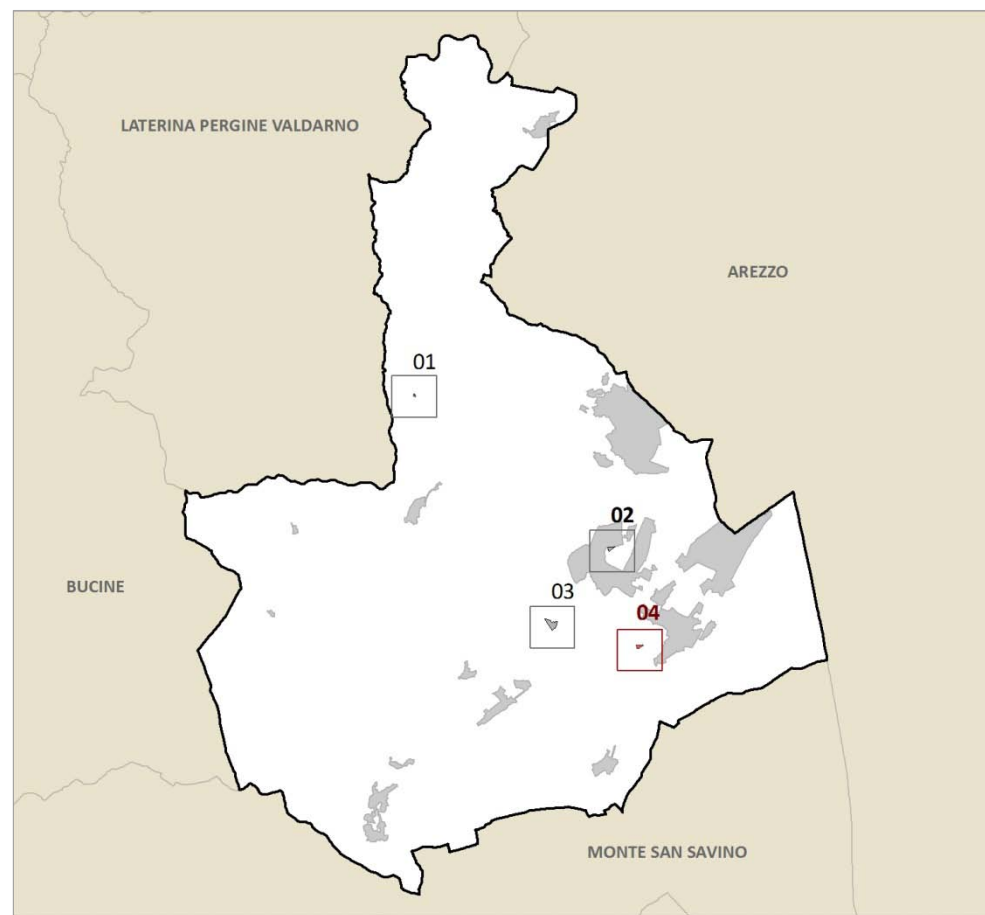 LATERINA PERGINE VALDARNO
AREZZO
01
02
BUCINE
03
04
MONTE SAN SAVINO